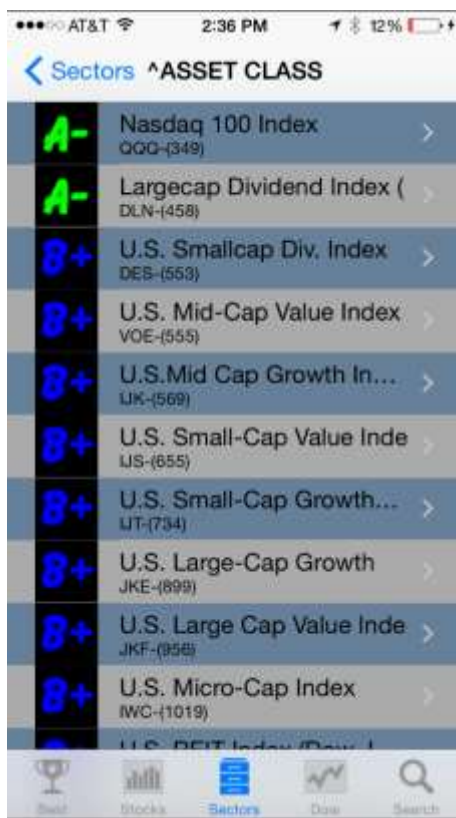 AT&T 2:36 PM 12%
Sectors ^ASSET CLASS
A- Nasdaq 100 Index
QQQ-(349)
A- Largecap Dividend Index (
DLN-(458)
B+ U.S. Smallcap Div. Index
DES-(553)
B+ U.S. Mid-Cap Value Index
VOE-(555)
B+ U.S.Mid Cap Growth In...
IJK-(569)
B+ U.S. Small-Cap Value Inde
IJS-(655)
B+ U.S. Small-Cap Growth...
IJT-(734)
B+ U.S. Large-Cap Growth
JKE-(899)
B+ U.S. Large Cap Value Inde
JKF-(956)
B+ U.S. Micro-Cap Index
IWC-(1019)
U.S. REIT Index (Dow J
Best Stocks Sectors Dow Search